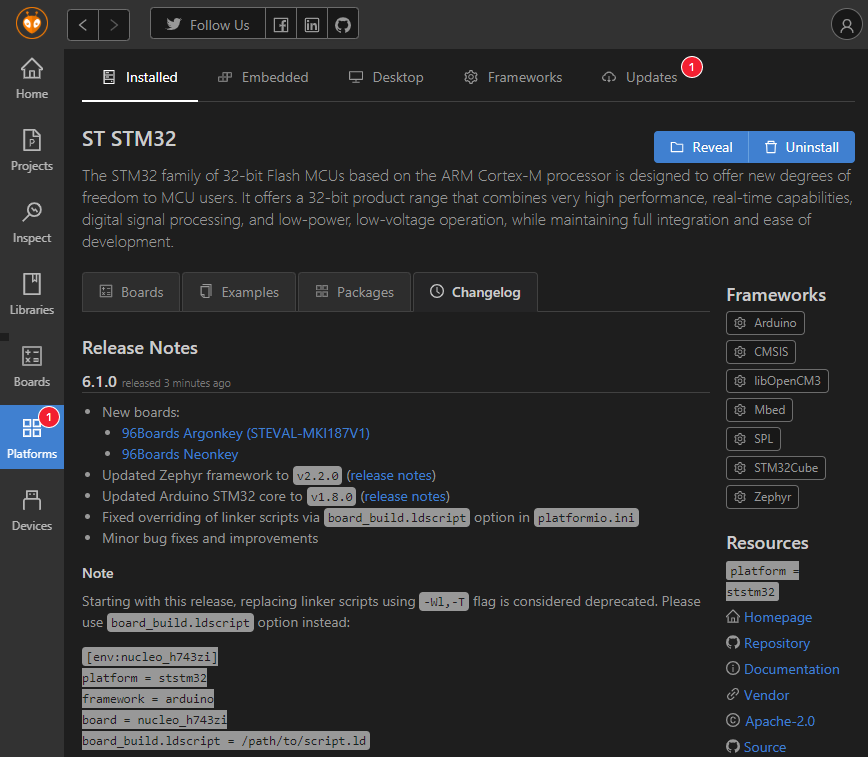 Follow Us
Home
Projects
Inspect
Libraries
Boards
1
Platforms
Devices
Installed
Embedded
Desktop
Frameworks
Updates
1
ST STM32
Reveal
Uninstall
The STM32 family of 32-bit Flash MCUs based on the ARM Cortex-M processor is designed to offer new degrees of
freedom to MCU users. It offers a 32-bit product range that combines very high performance, real-time capabilities,
digital signal processing, and low-power, low-voltage operation, while maintaining full integration and ease of
development.
Boards
Examples
Packages
Changelog
Release Notes
6.1.0 released 3 minutes ago
New boards:
96Boards Argonkey (STEVAL-MKI187V1)
96Boards Neonkey
Updated Zephyr framework to v2.2.0 (release notes)
Updated Arduino STM32 core to v1.8.0 (release notes)
Fixed overriding of linker scripts via board_build.ldscript option in platformio.ini
Minor bug fixes and improvements
Note
Starting with this release, replacing linker scripts using -Wl,-T flag is considered deprecated. Please
use board_build.ldscript option instead:
[env:nucleo_h743zi]
platform = ststm32
framework = arduino
board = nucleo_h743zi
board_build.ldscript = /path/to/script.ld
Frameworks
Arduino
CMSIS
libOpenCM3
Mbed
SPL
STM32Cube
Zephyr
Resources
platform =
ststm32
Homepage
Repository
Documentation
Vendor
Apache-2.0
Source